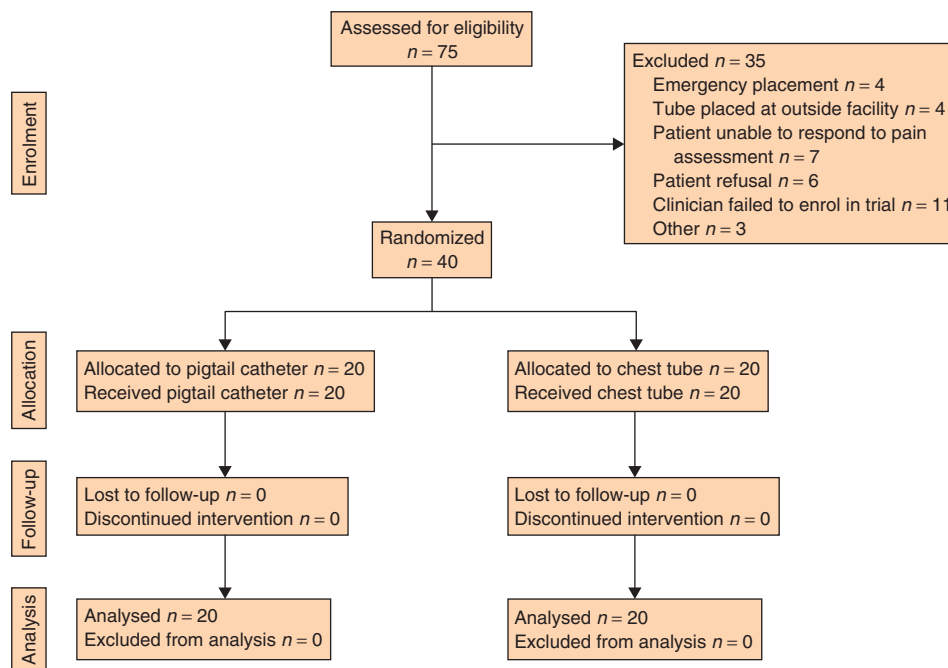 Assessed for eligibility
n = 75
Excluded n = 35
Emergency placement n = 4
Tube placed at outside facility n = 4
Patient unable to respond to pain
assessment n = 7
Patient refusal n = 6
Clinician failed to enrol in trial n = 11
Other n = 3
Enrolment
Randomized
n = 40
Allocation
Allocated to pigtail catheter n = 20
Received pigtail catheter n = 20
Allocated to chest tube n = 20
Received chest tube n = 20
Follow-up
Lost to follow-up n = 0
Discontinued intervention n = 0
Lost to follow-up n = 0
Discontinued intervention n = 0
Analysis
Analysed n = 20
Excluded from analysis n = 0
Analysed n = 20
Excluded from analysis n = 0